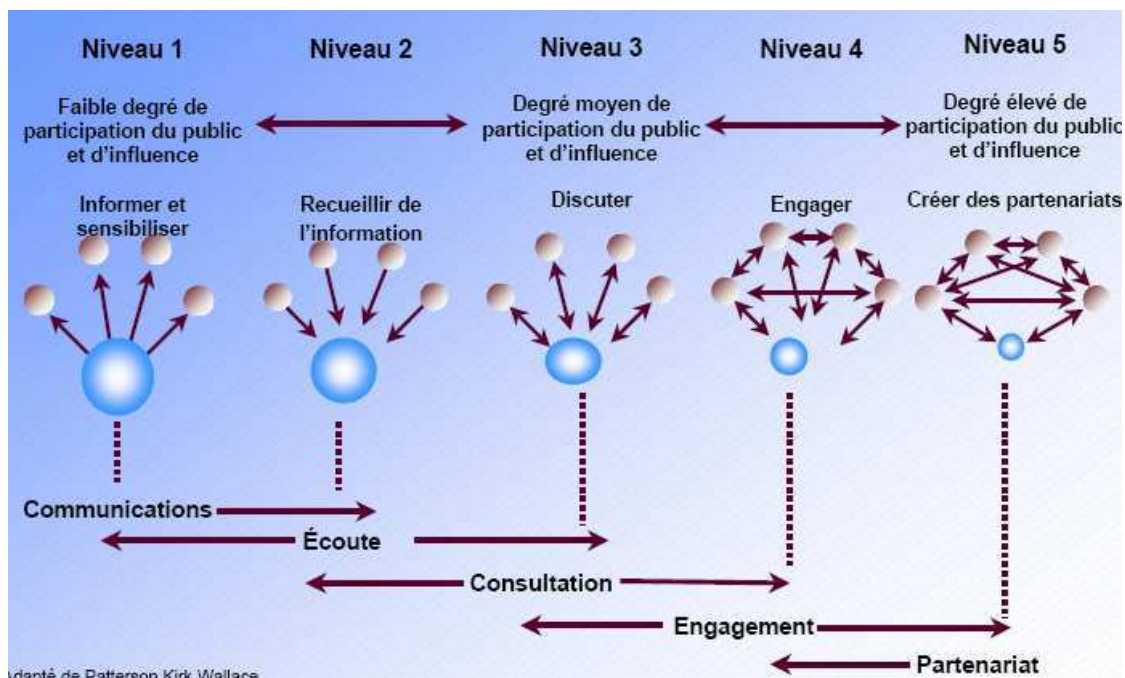 Niveau 1
Niveau 2
Niveau 3
Niveau 4
Niveau 5
Faible degré de
participation du public
et d'influence
Degré moyen de
participation du public
et d'influence
Degré élevé de
participation du public
et d'influence
Informer et
sensibiliser
Recueillir de
l'information
Discuter
Engager
Créer des partenariats
Communications
Écoute
Consultation
Engagement
Partenariat
Adapté de Patterson Kirk Wallace